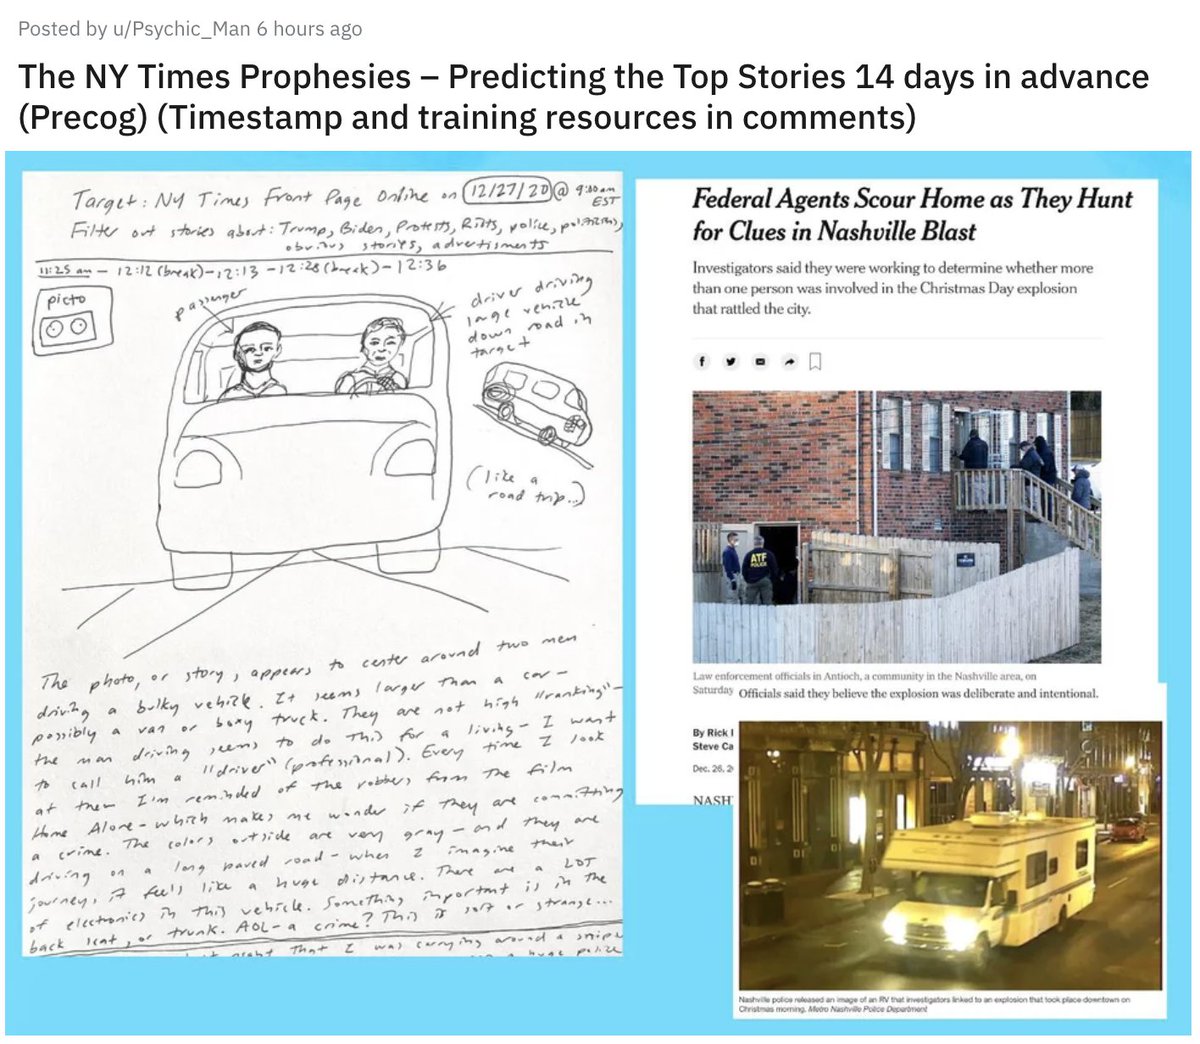 Posted by u/Psychic_Man 6 hours ago
The NY Times Prophesies – Predicting the Top Stories 14 days in advance
(Precog) (Timestamp and training resources in comments)
Target: NY Times Front Page Online on 12/27/20 @ 9:30am
EST
Filter out stories about: Trump, Biden, Protests, Riots, police, politicians,
obvious stories, advertisments
11:25 am – 12:12 (break) – 12:13 – 12:28 (break) – 12:36
picto
passenger
driver driving
large vehicle
down road in
target
(like a
road trip...)
The photo, or story, appears to center around two men
driving a bulky vehicle. It seems larger than a car –
possibly a van or boxy truck. They are not high "ranking" –
the man driving seems to do this for a living – I want
to call him a "driver" (professional). Every time I look
at them I'm reminded of the robbers from the film
Home Alone – which makes me wonder if they are committing
a crime. The colors outside are very gray – and they are
driving on a long paved road – when I imagine their
journey, it feels like a huge distance. There are a LOT
of electronics in this vehicle. Something important is in the
back seat, or trunk. AOL – a crime? This is sort of strange...
that I was carrying around a
Federal Agents Scour Home as They Hunt
for Clues in Nashville Blast
Investigators said they were working to determine whether more
than one person was involved in the Christmas Day explosion
that rattled the city.
ATF
POLICE
Law enforcement officials in Antioch, a community in the Nashville area, on
Saturday Officials said they believe the explosion was deliberate and intentional.
By Rick
Steve Ca
Dec. 26, 2
NASH
Nashville police released an image of an RV that investigators linked to an explosion that took place downtown on
Christmas morning. Metro Nashville Police Department